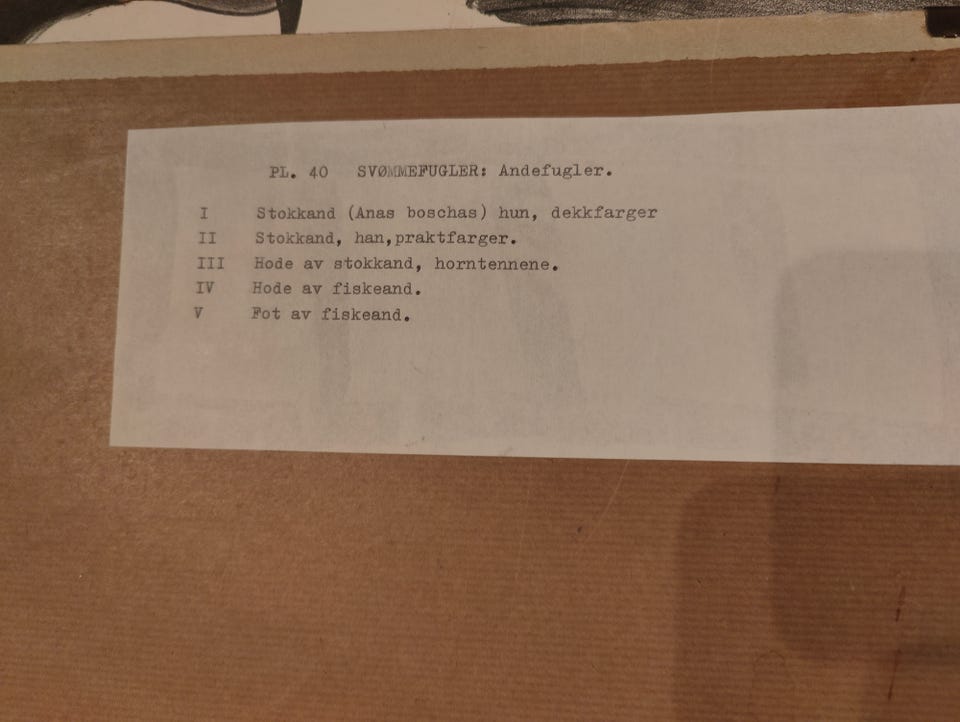 PL. 40 SVØMMEFUGLER: Andefugler.
I Stokkand (Anas boschas) hun, dekkfarger
II Stokkand, han,praktfarger.
III Hode av stokkand, horntennene.
IV Hode av fiskeand.
V Fot av fiskeand.